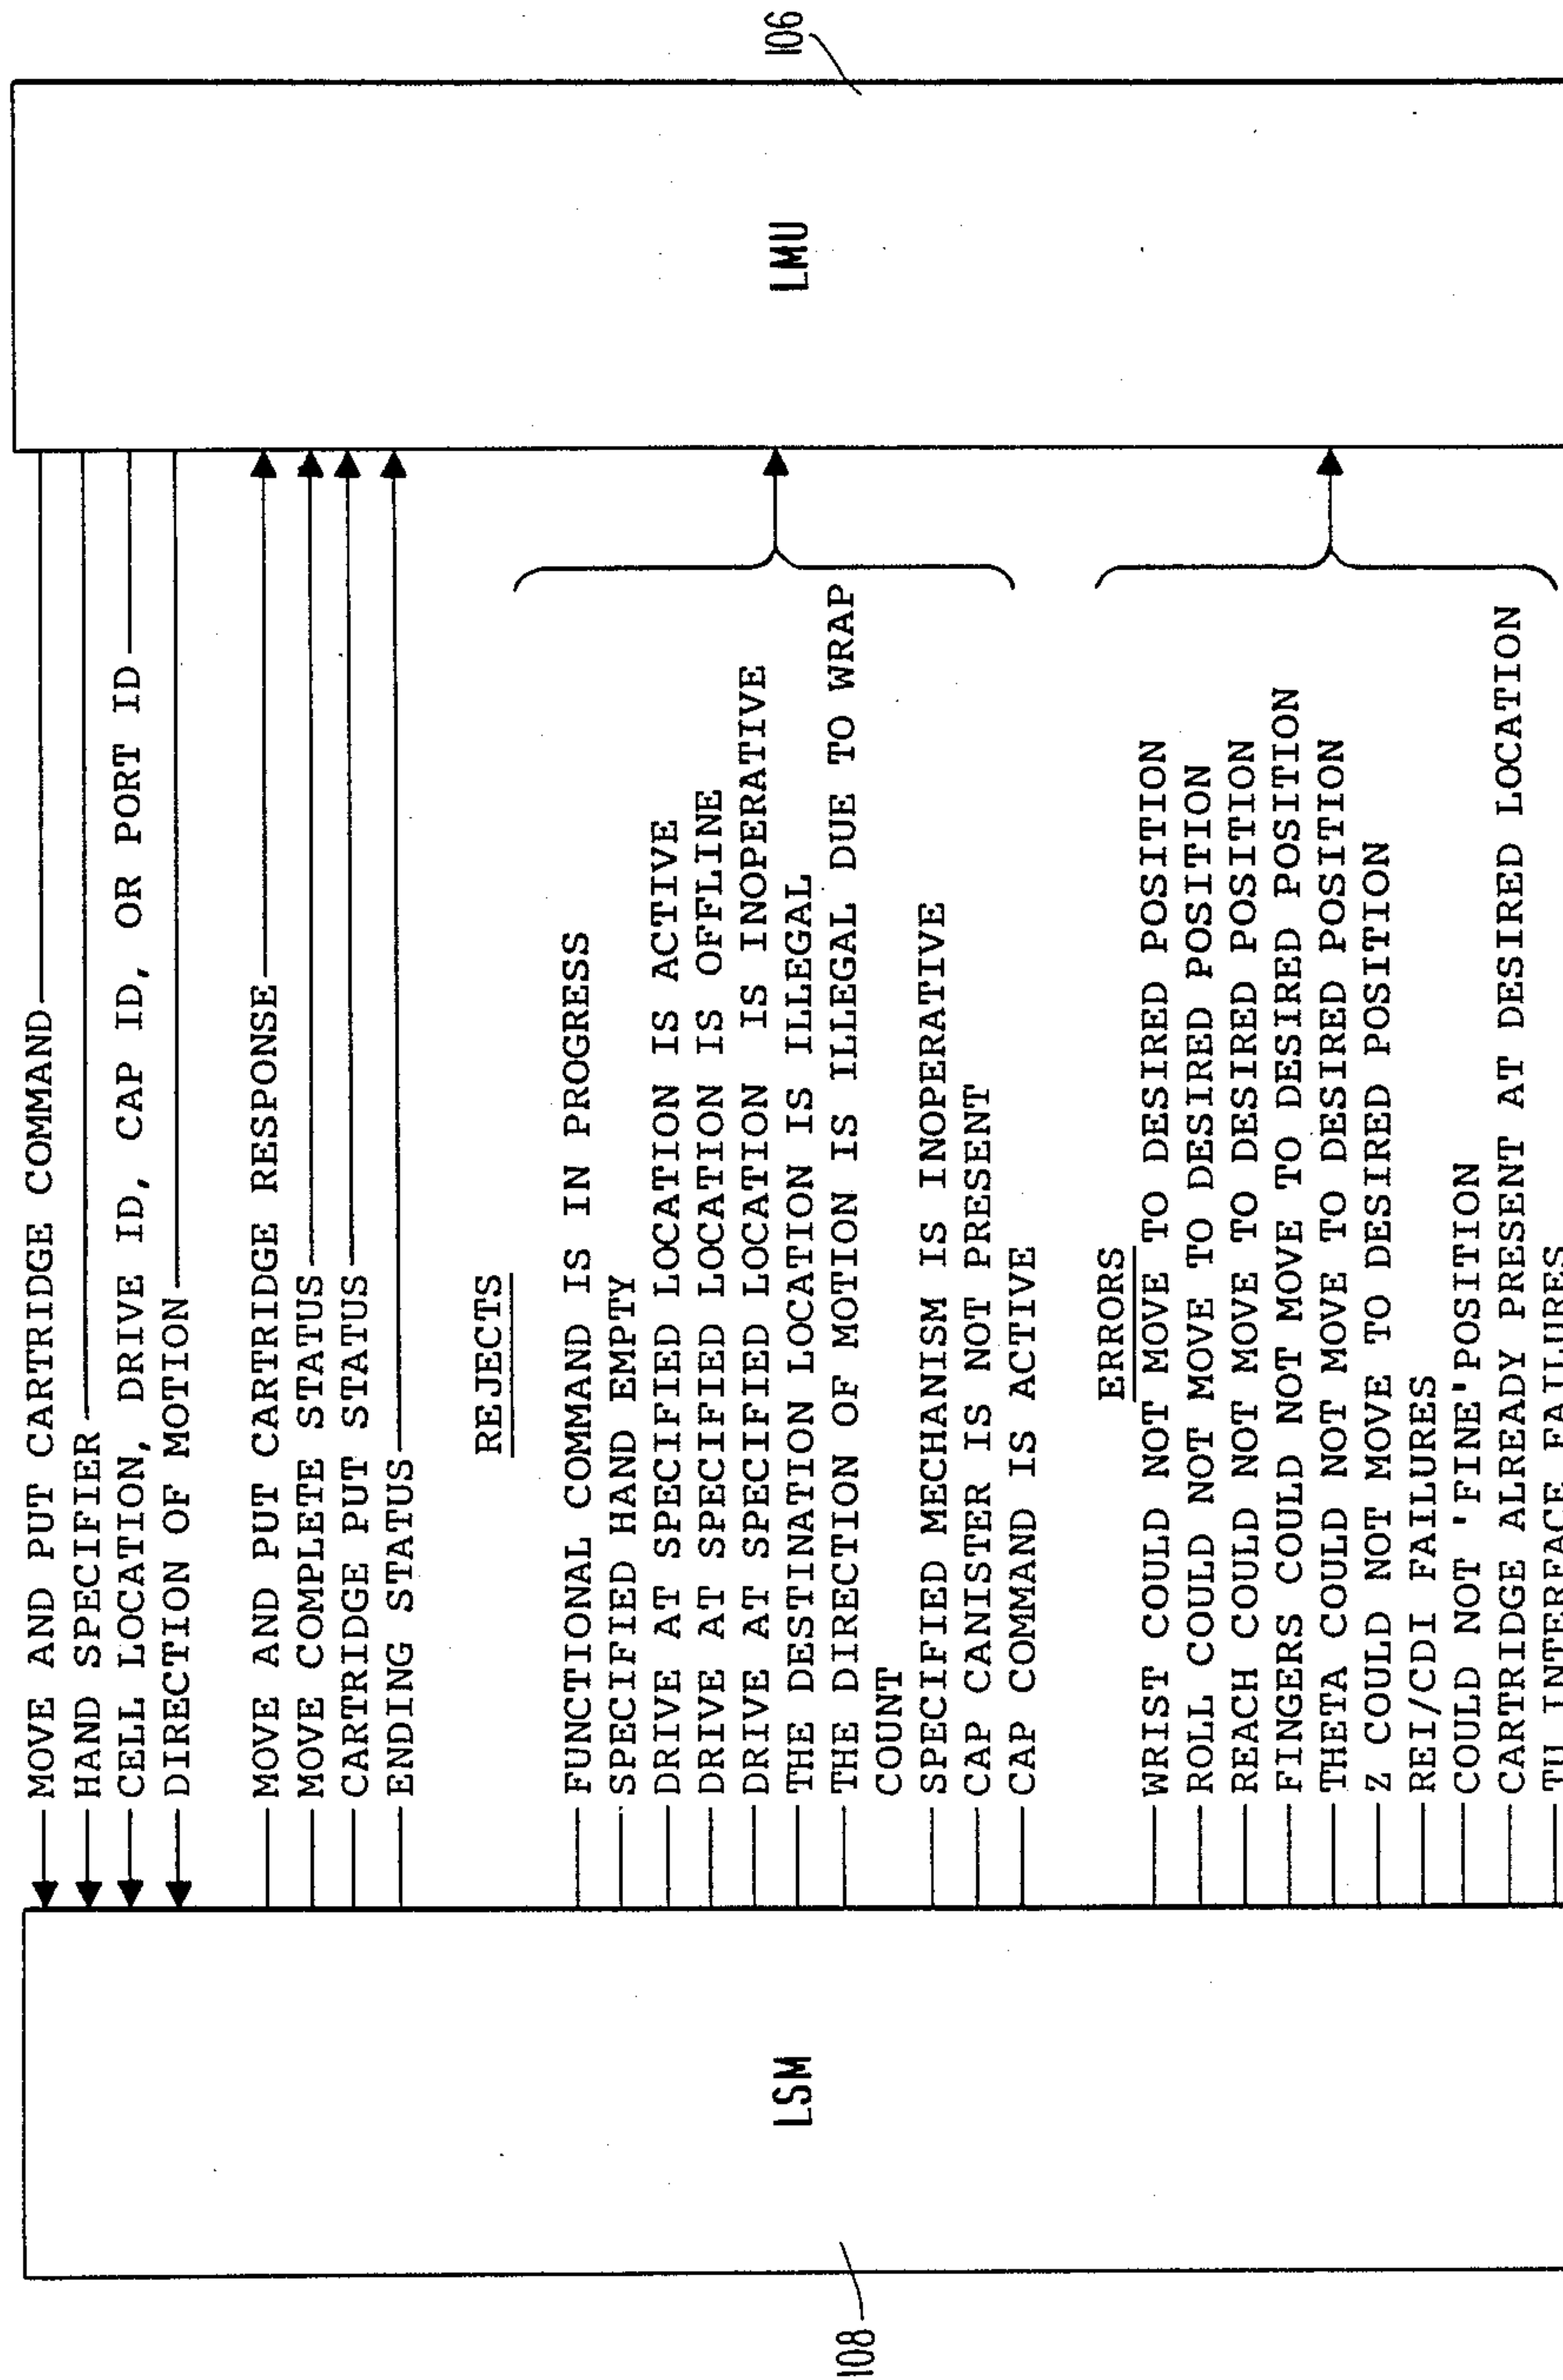 MOVE AND PUT CARTRIDGE COMMAND
HAND SPECIFIER
CELL LOCATION, DRIVE ID, CAP ID, OR PORT ID
DIRECTION OF MOTION
MOVE AND PUT CARTRIDGE RESPONSE
MOVE COMPLETE STATUS
CARTRIDGE PUT STATUS
ENDING STATUS
REJECTS
FUNCTIONAL COMMAND IS IN PROGRESS
SPECIFIED HAND EMPTY
DRIVE AT SPECIFIED LOCATION IS ACTIVE
DRIVE AT SPECIFIED LOCATION IS OFFLINE
DRIVE AT SPECIFIED LOCATION IS INOPERATIVE
THE DESTINATION LOCATION IS ILLEGAL
THE DIRECTION OF MOTION IS ILLEGAL DUE TO WRAP
COUNT
SPECIFIED MECHANISM IS INOPERATIVE
CAP CANISTER IS NOT PRESENT
CAP COMMAND IS ACTIVE
LSM
108
LMU
106
ERRORS
WRIST COULD NOT MOVE TO DESIRED POSITION
ROLL COULD NOT MOVE TO DESIRED POSITION
REACH COULD NOT MOVE TO DESIRED POSITION
FINGERS COULD NOT MOVE TO DESIRED POSITION
THETA COULD NOT MOVE TO DESIRED POSITION
Z COULD NOT MOVE TO DESIRED POSITION
REI/CDI FAILURES
COULD NOT 'FINE' POSITION
CARTRIDGE ALREADY PRESENT AT DESIRED LOCATION
TU INTERFACE FAILURES